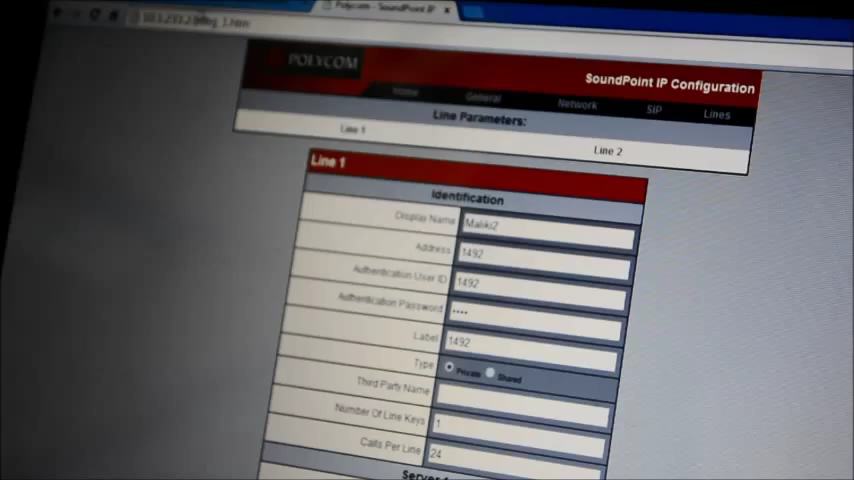 Polycom - SoundPoint IP
POLYCOM
SoundPoint IP Configuration
Home General Network SIP Lines
Line Parameters:
Line 1 Line 2
Line 1
Identification
Display Name Maliki2
Address 1492
Authentication User ID 1492
Authentication Password ••••
Label 1492
Type Private Shared
Third Party Name
Number Of Line Keys 1
Calls Per Line 24
Server